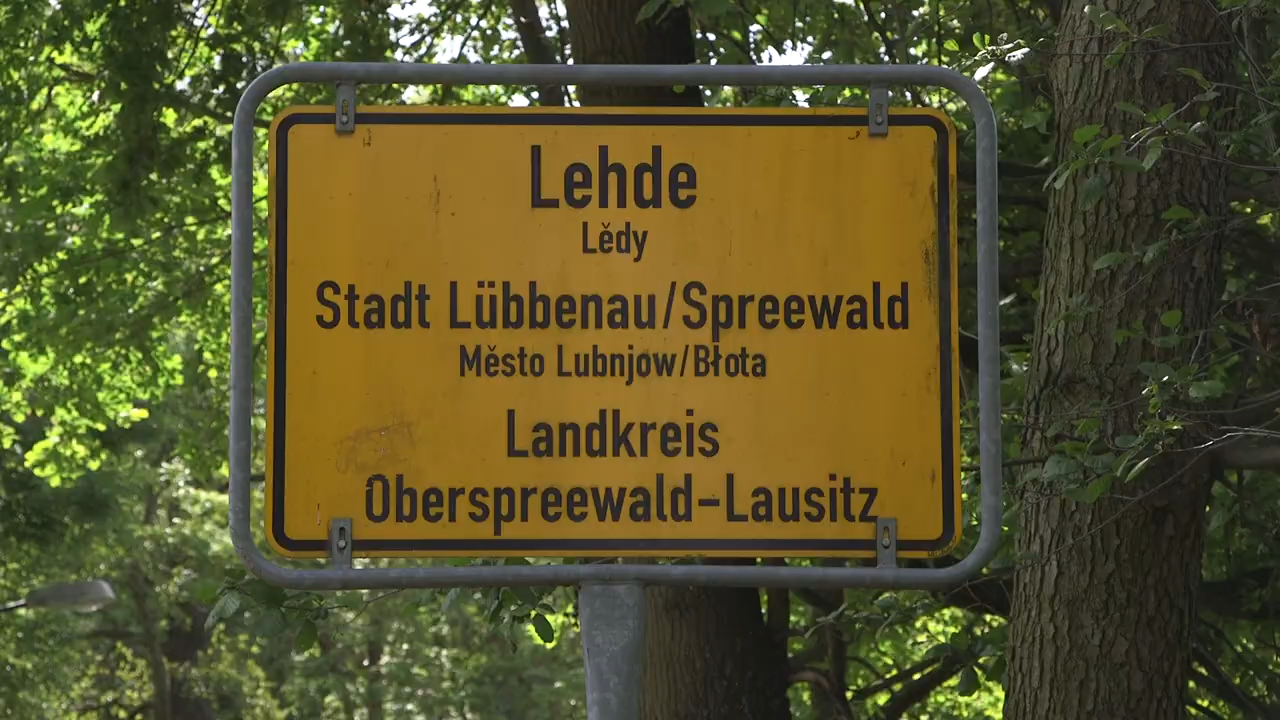 Lehde
Lědy
Stadt Lübbenau/Spreewald
Město Lubnjow/Błota
Landkreis
Oberspreewald-Lausitz